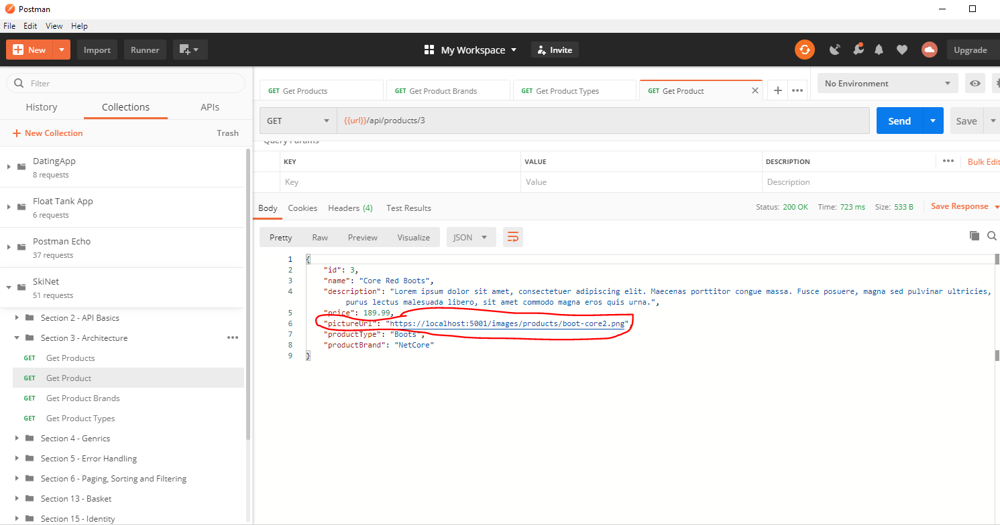 Postman
File Edit View Help
New Import Runner My Workspace Invite Upgrade
Filter
History Collections APIs
New Collection Trash
DatingApp
8 requests
Float Tank App
6 requests
Postman Echo
37 requests
SkiNet
51 requests
Section 2 - API Basics
Section 3 - Architecture
GET Get Products
GET Get Product
GET Get Product Brands
GET Get Product Types
Section 4 - Genrics
Section 5 - Error Handling
Section 6 - Paging, Sorting and Filtering
Section 13 - Basket
Section 15 - Identity
GET Get Products GET Get Product Brands GET Get Product Types GET Get Product No Environment
GET {{url}}/api/products/3 Send Save
Query Params
KEY VALUE DESCRIPTION Bulk Edit
Key Value Description
Body Cookies Headers (4) Test Results Status: 200 OK Time: 723 ms Size: 533 B Save Response
Pretty Raw Preview Visualize JSON
1 {
2 "id": 3,
3 "name": "Core Red Boots",
4 "description": "Lorem ipsum dolor sit amet, consectetuer adipiscing elit. Maecenas porttitor congue massa. Fusce posuere, magna sed pulvinar ultricies,
purus lectus malesuada libero, sit amet commodo magna eros quis urna.",
5 "price": 189.99,
6 "pictureUrl": "https://localhost:5001/images/products/boot-core2.png",
7 "productType": "Boots",
8 "productBrand": "NetCore"
9 }